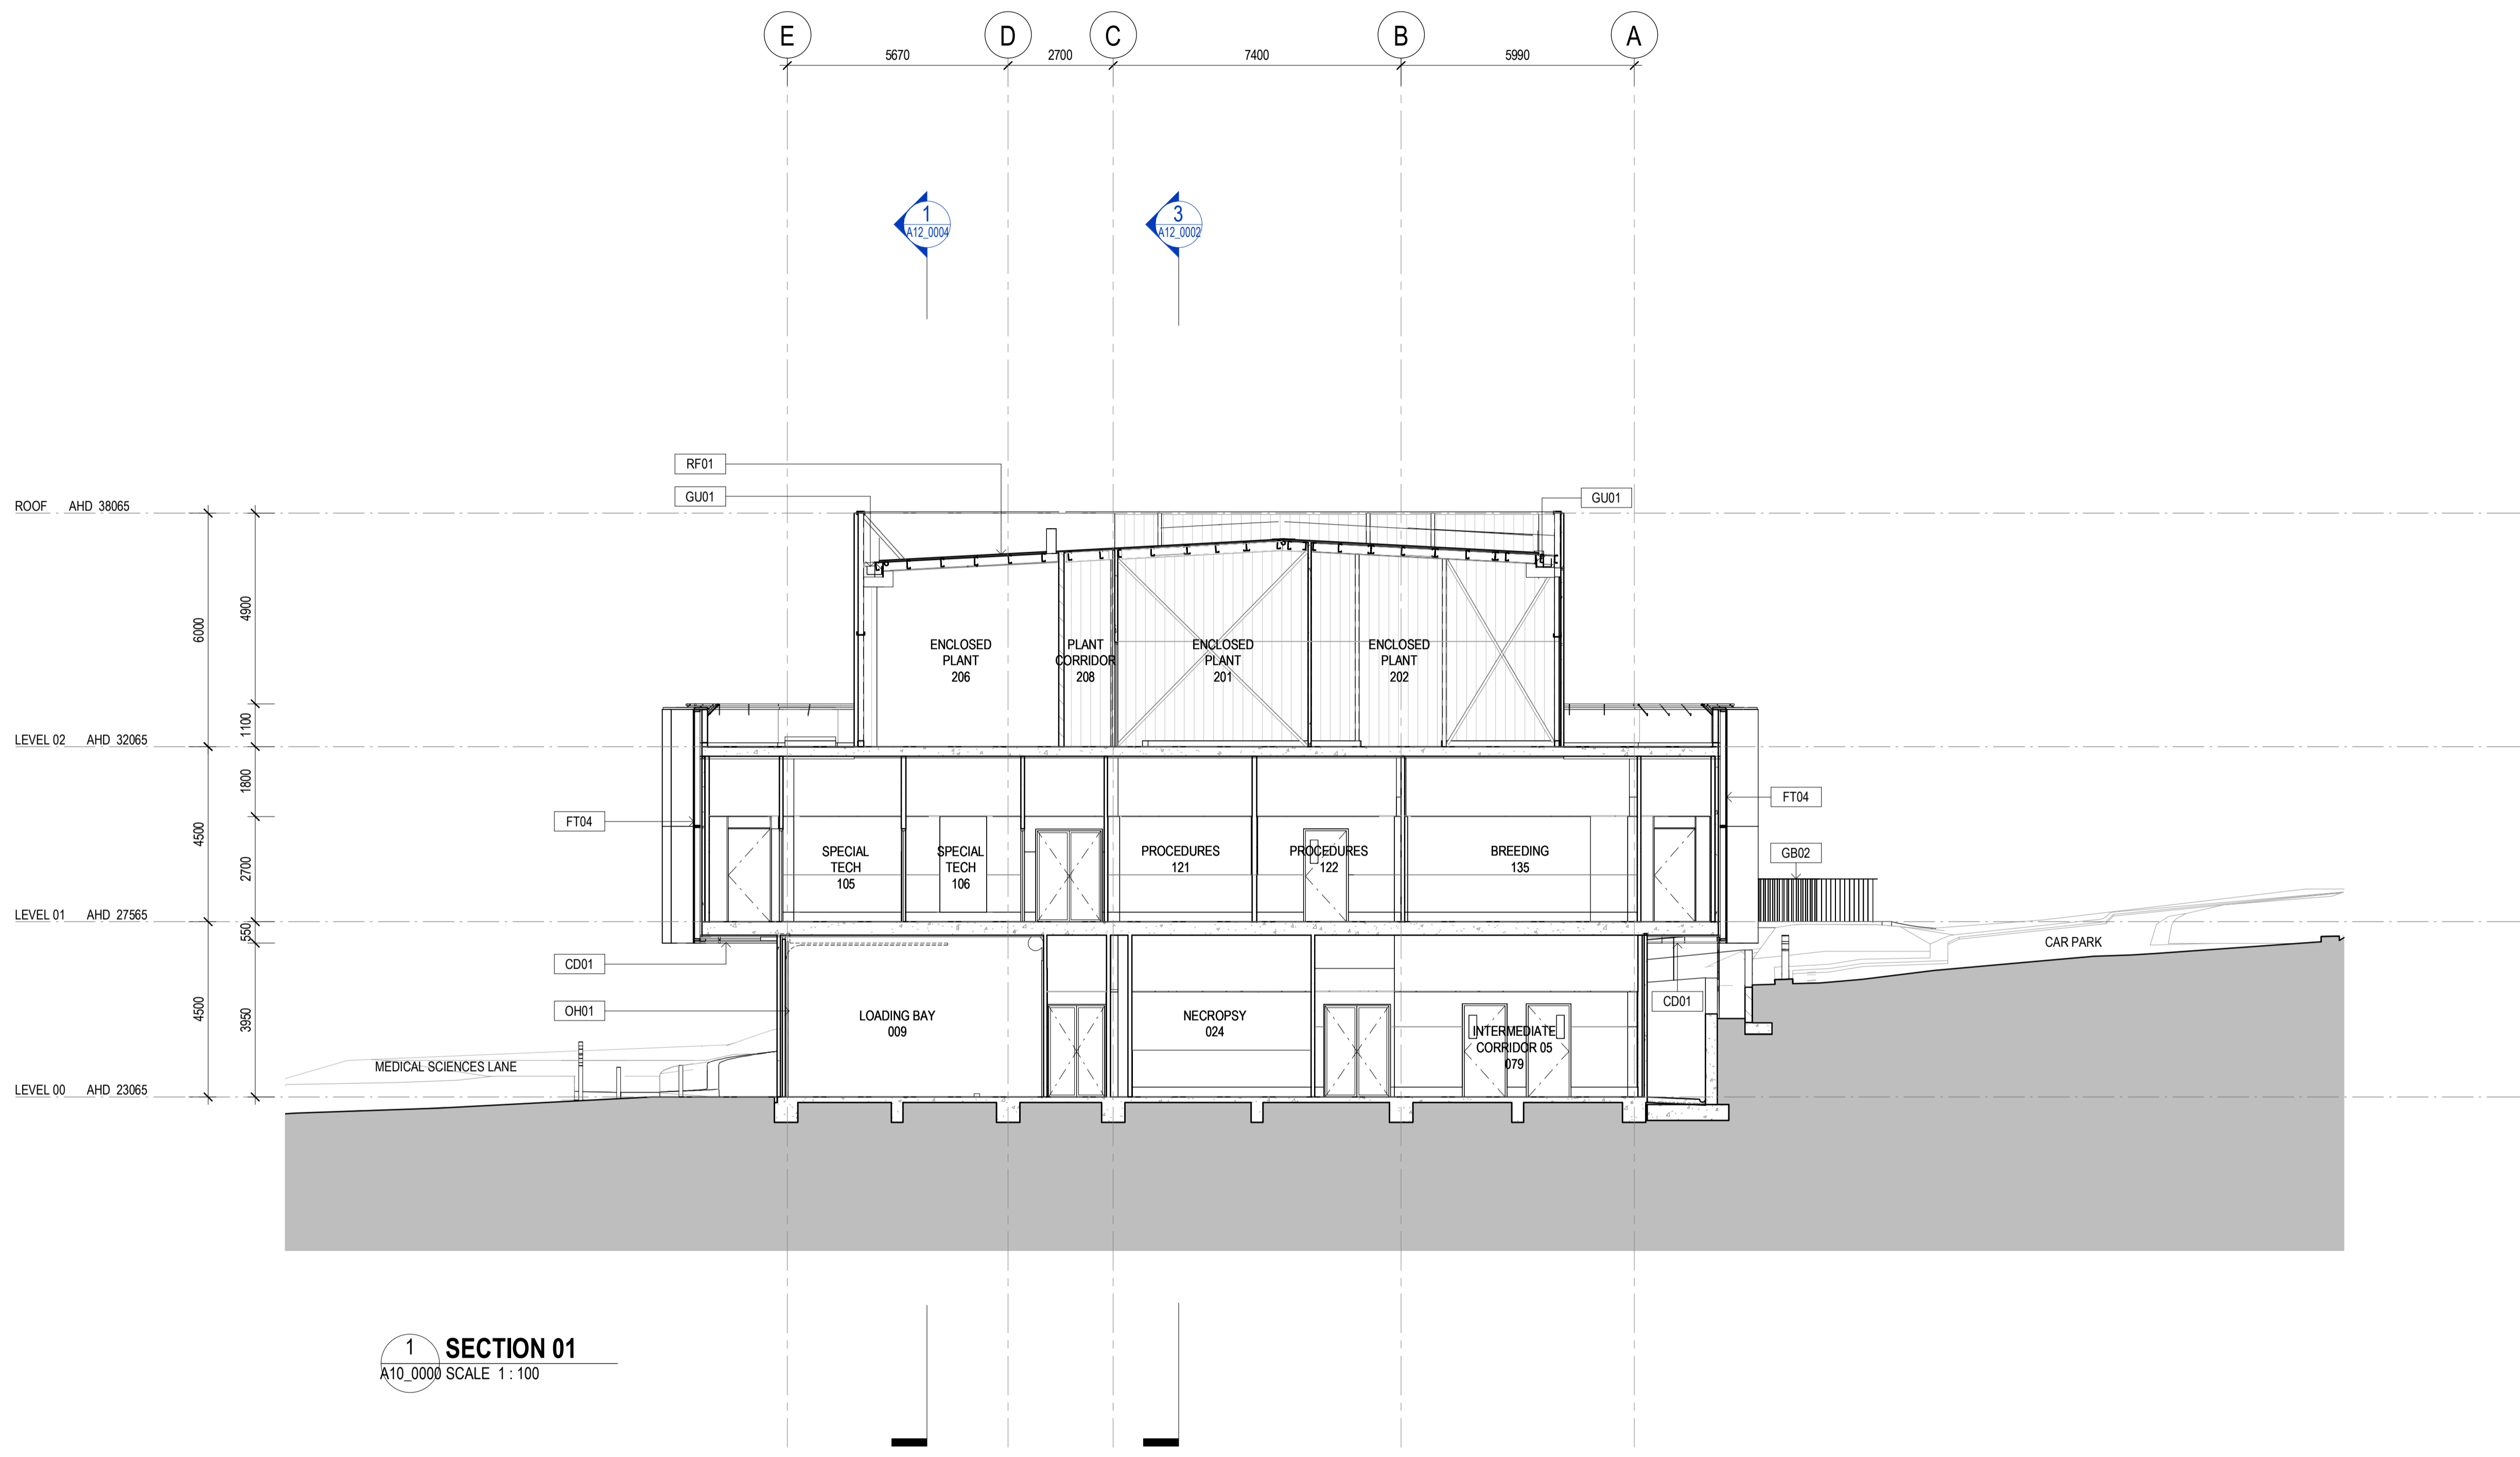 E
D
C
B
A
5670
2700
7400
5990
1
A12_0004
3
A12_0002
RF01
GU01
GU01
ROOF AHD 38065
6000
4900
ENCLOSED
PLANT
206
PLANT
CORRIDOR
208
ENCLOSED
PLANT
201
ENCLOSED
PLANT
202
1100
LEVEL 02 AHD 32065
1800
4500
2700
FT04
FT04
SPECIAL
TECH
105
SPECIAL
TECH
106
PROCEDURES
121
PROCEDURES
122
BREEDING
135
GB02
LEVEL 01 AHD 27565
550
CAR PARK
CD01
CD01
4500
3950
OH01
LOADING BAY
009
NECROPSY
024
INTERMEDIATE
CORRIDOR 05
079
MEDICAL SCIENCES LANE
LEVEL 00 AHD 23065
1
SECTION 01
A10_0000 SCALE 1 : 100